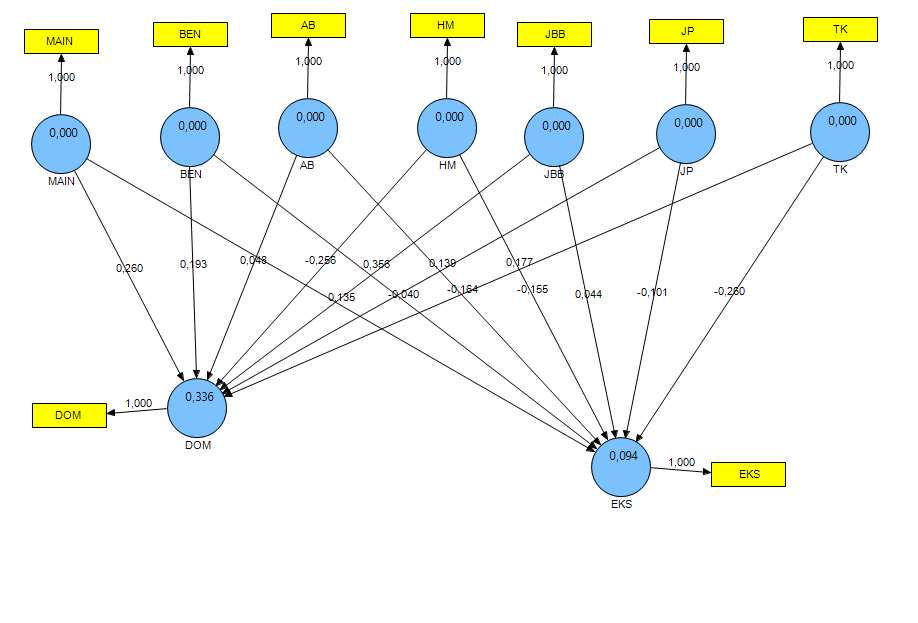 MAIN
BEN
AB
HM
JBB
JP
TK
1,000
1,000
1,000
1,000
1,000
1,000
1,000
0,000
0,000
0,000
0,000
0,000
0,000
0,000
MAIN
BEN
AB
HM
JBB
JP
TK
0,260
0,193
0,048
-0,256
0,356
0,139
0,177
0,135
-0,040
-0,164
-0,155
0,044
-0,101
-0,260
DOM
1,000
0,336
DOM
0,094
1,000
EKS
EKS